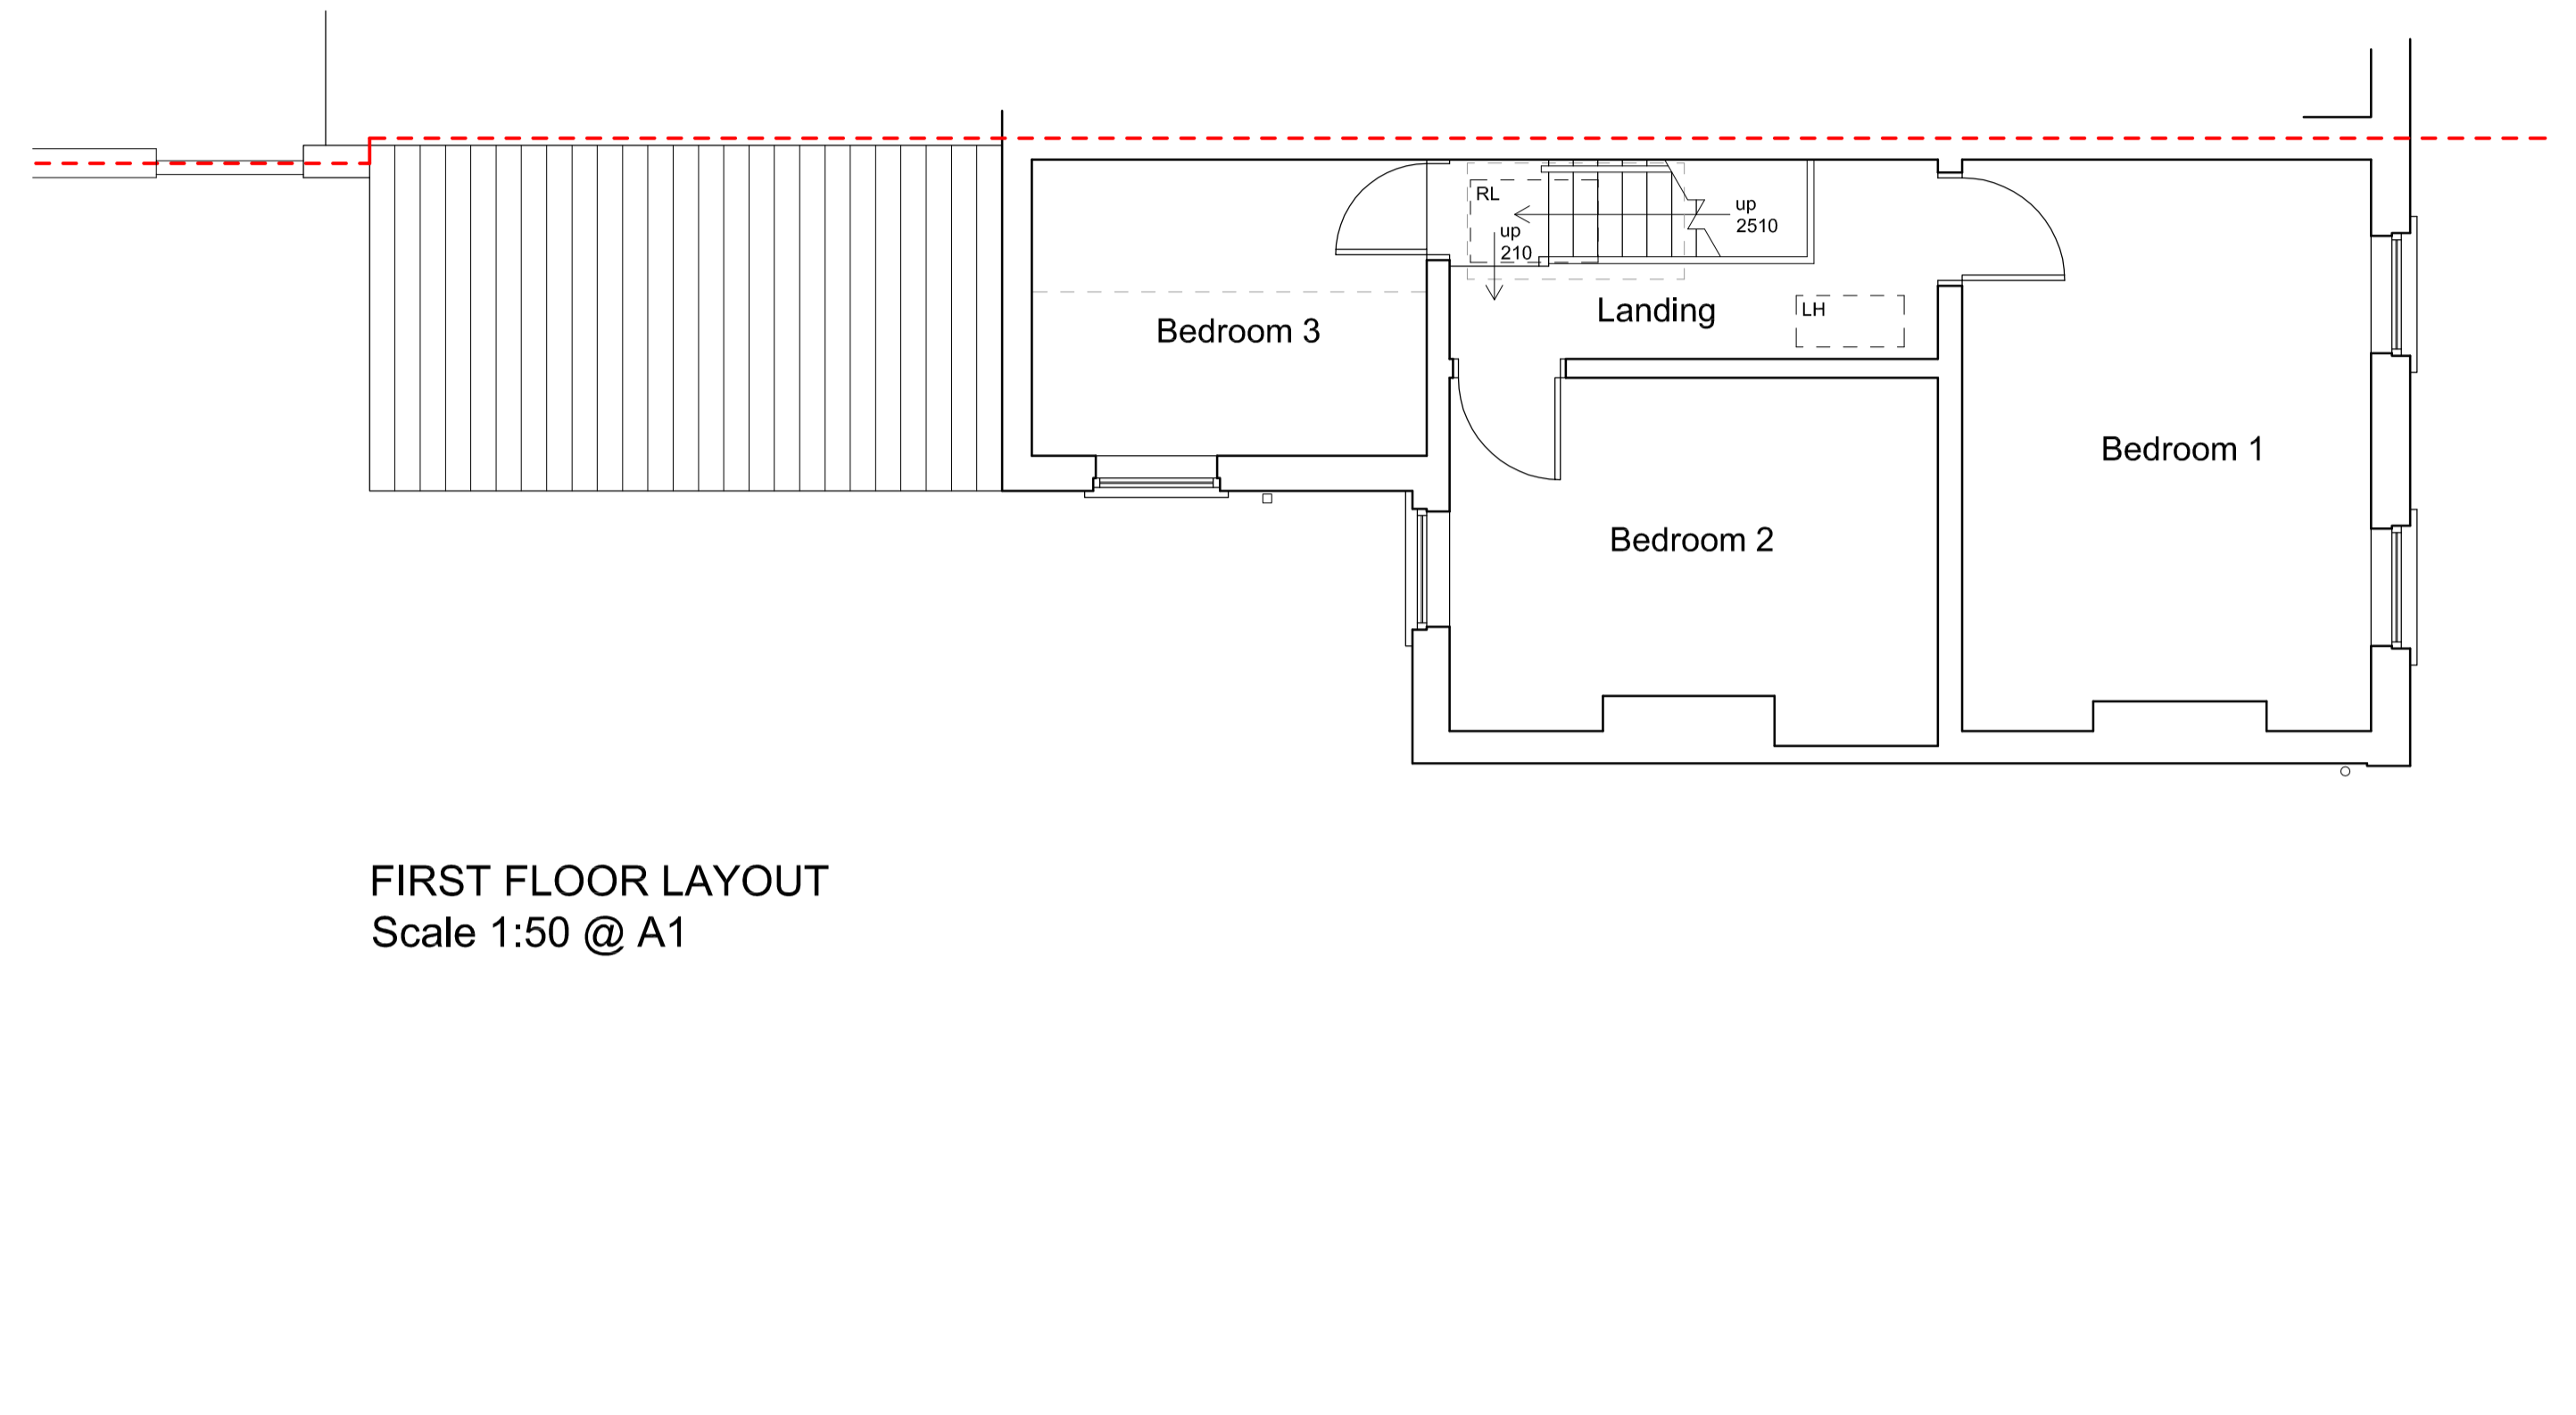 RL
up
2510
up
210
Landing
LH
Bedroom 3
Bedroom 1
Bedroom 2
FIRST FLOOR LAYOUT
Scale 1:50 @ A1